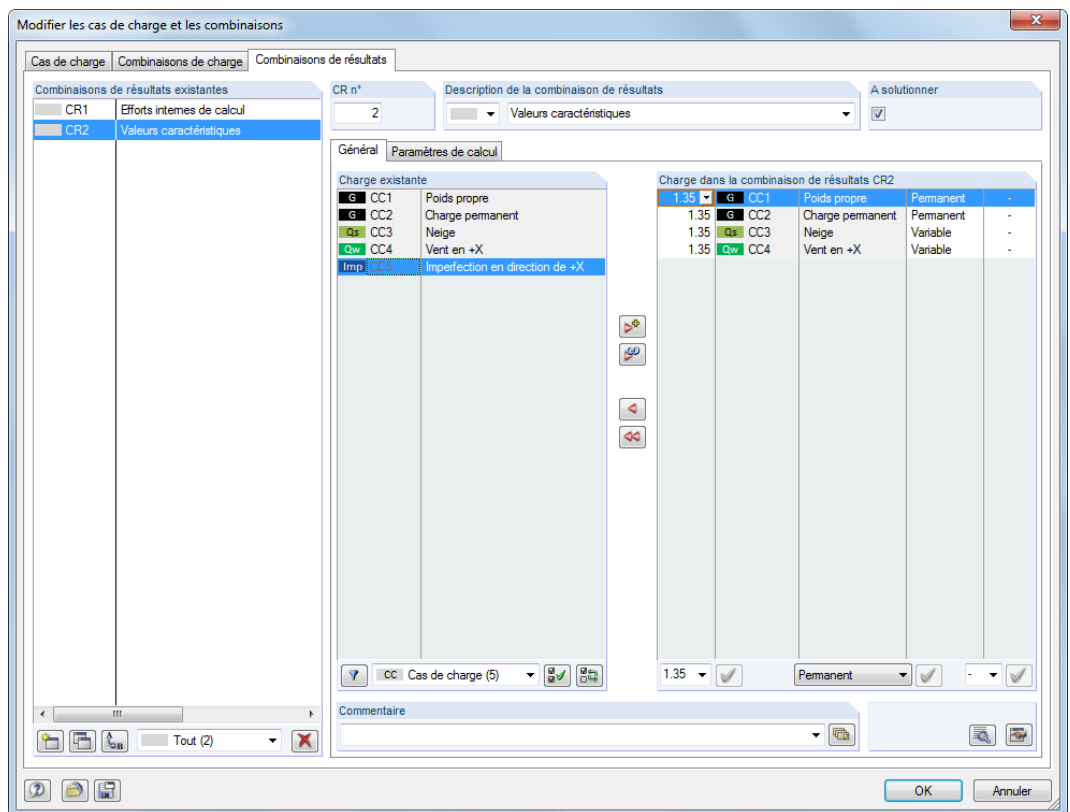 Modifier les cas de charge et les combinaisons
Cas de charge Combinaisons de charge Combinaisons de résultats
Combinaisons de résultats existantes
CR1 Efforts internes de calcul
CR2 Valeurs caractéristiques
CR n°
2
Description de la combinaison de résultats
Valeurs caractéristiques
A solutionner
Général Paramètres de calcul
Charge existante
G CC1 Poids propre
G CC2 Charge permanent
Qs CC3 Neige
Qw CC4 Vent en +X
Imp CC5 Imperfection en direction de +X
Charge dans la combinaison de résultats CR2
1.35 G CC1 Poids propre Permanent -
1.35 G CC2 Charge permanent Permanent -
1.35 Qs CC3 Neige Variable -
1.35 Qw CC4 Vent en +X Variable -
CC Cas de charge (5)
1.35 Permanent -
Commentaire
Tout (2)
OK Annuler